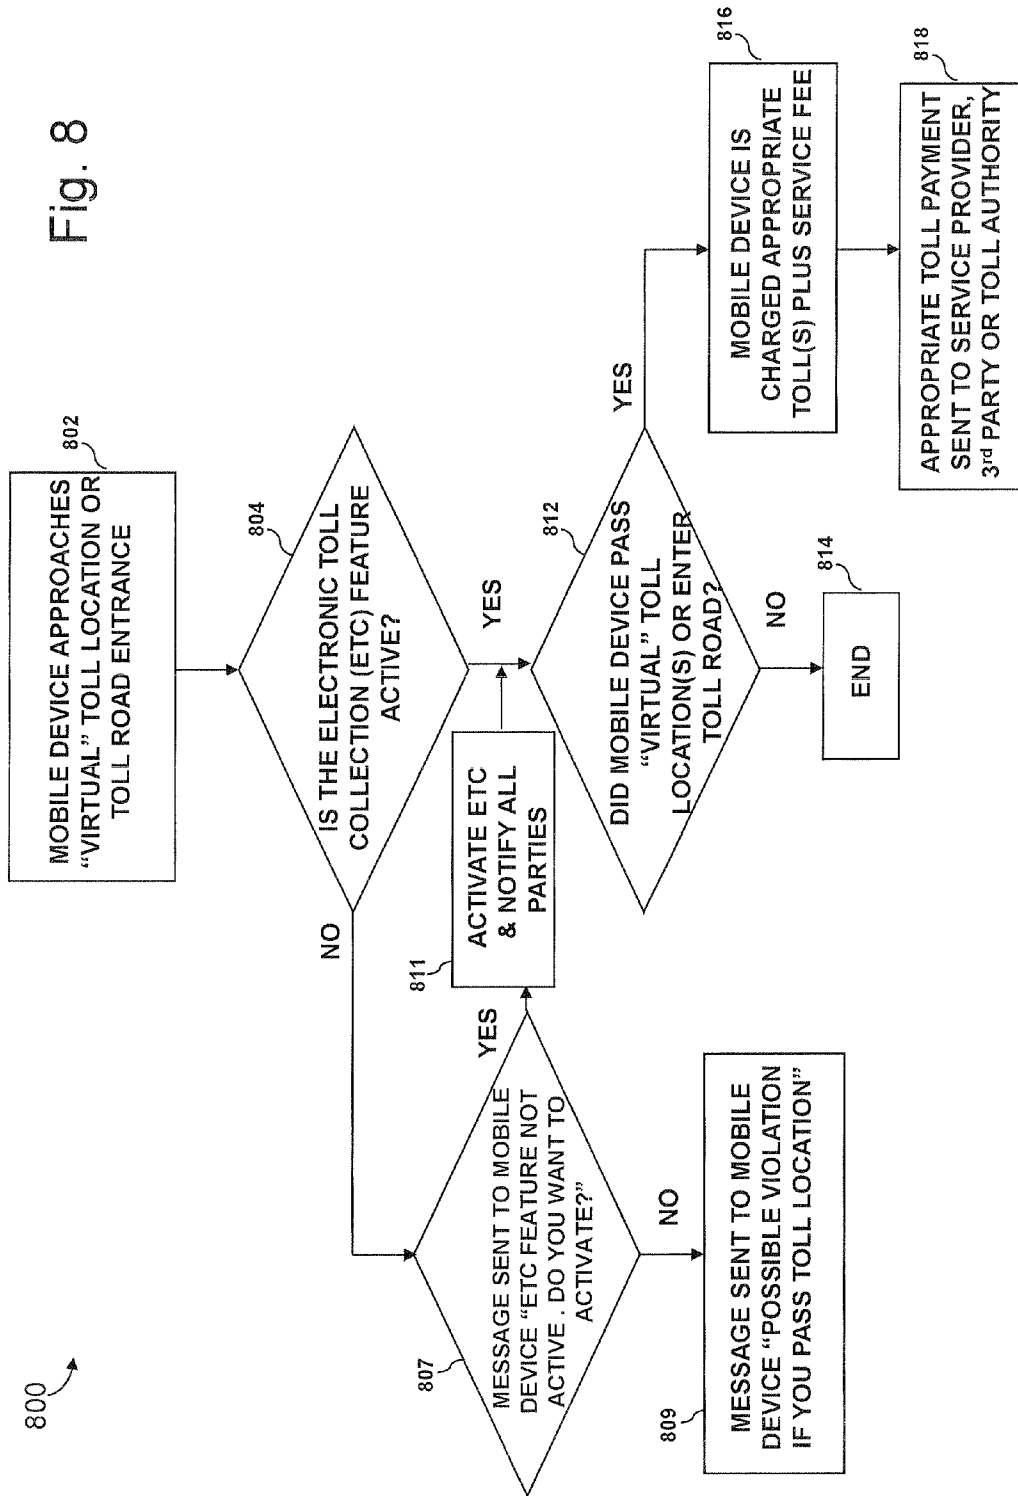 Fig. 8
800
802
MOBILE DEVICE APPROACHES
“VIRTUAL” TOLL LOCATION OR
TOLL ROAD ENTRANCE
804
IS THE ELECTRONIC TOLL
COLLECTION (ETC) FEATURE
ACTIVE?
NO
YES
807
MESSAGE SENT TO MOBILE
DEVICE “ETC FEATURE NOT
ACTIVE . DO YOU WANT TO
ACTIVATE?”
YES
NO
811
ACTIVATE ETC
& NOTIFY ALL
PARTIES
809
MESSAGE SENT TO MOBILE
DEVICE “POSSIBLE VIOLATION
IF YOU PASS TOLL LOCATION”
812
DID MOBILE DEVICE PASS
“VIRTUAL” TOLL
LOCATION(S) OR ENTER
TOLL ROAD?
YES
NO
814
END
816
MOBILE DEVICE IS
CHARGED APPROPRIATE
TOLL(S) PLUS SERVICE FEE
818
APPROPRIATE TOLL PAYMENT
SENT TO SERVICE PROVIDER,
3rd PARTY OR TOLL AUTHORITY